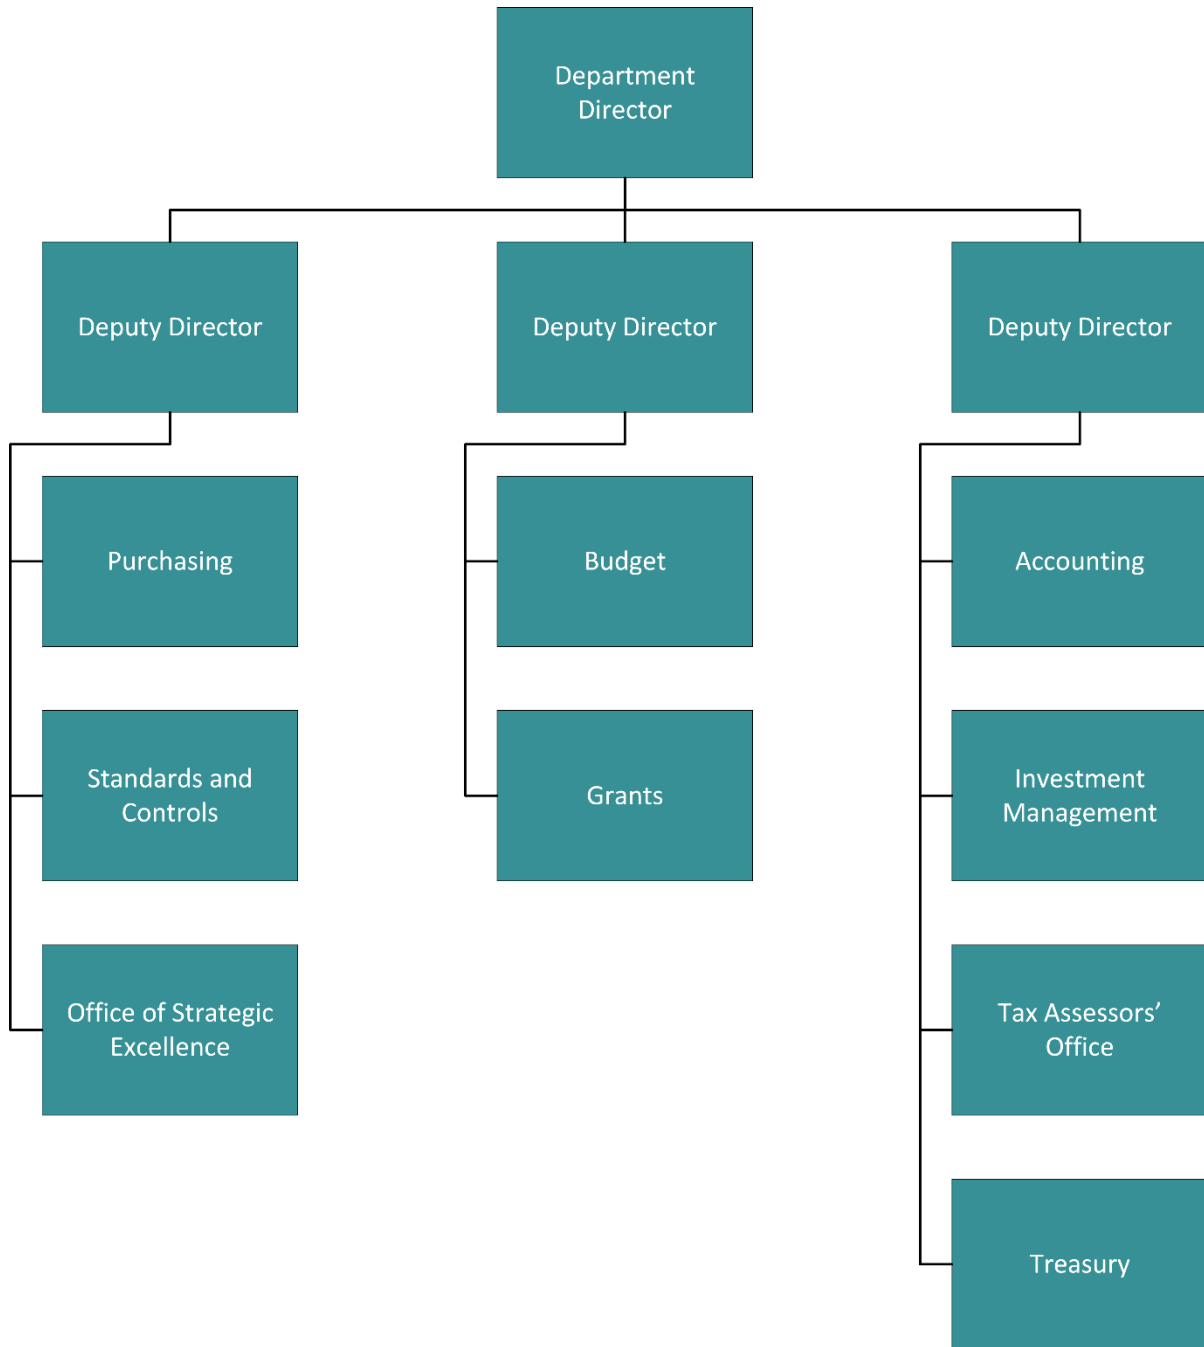 Department
Director
Deputy Director
Deputy Director
Deputy Director
Purchasing
Budget
Accounting
Standards and
Controls
Grants
Investment
Management
Office of Strategic
Excellence
Tax Assessors’
Office
Treasury